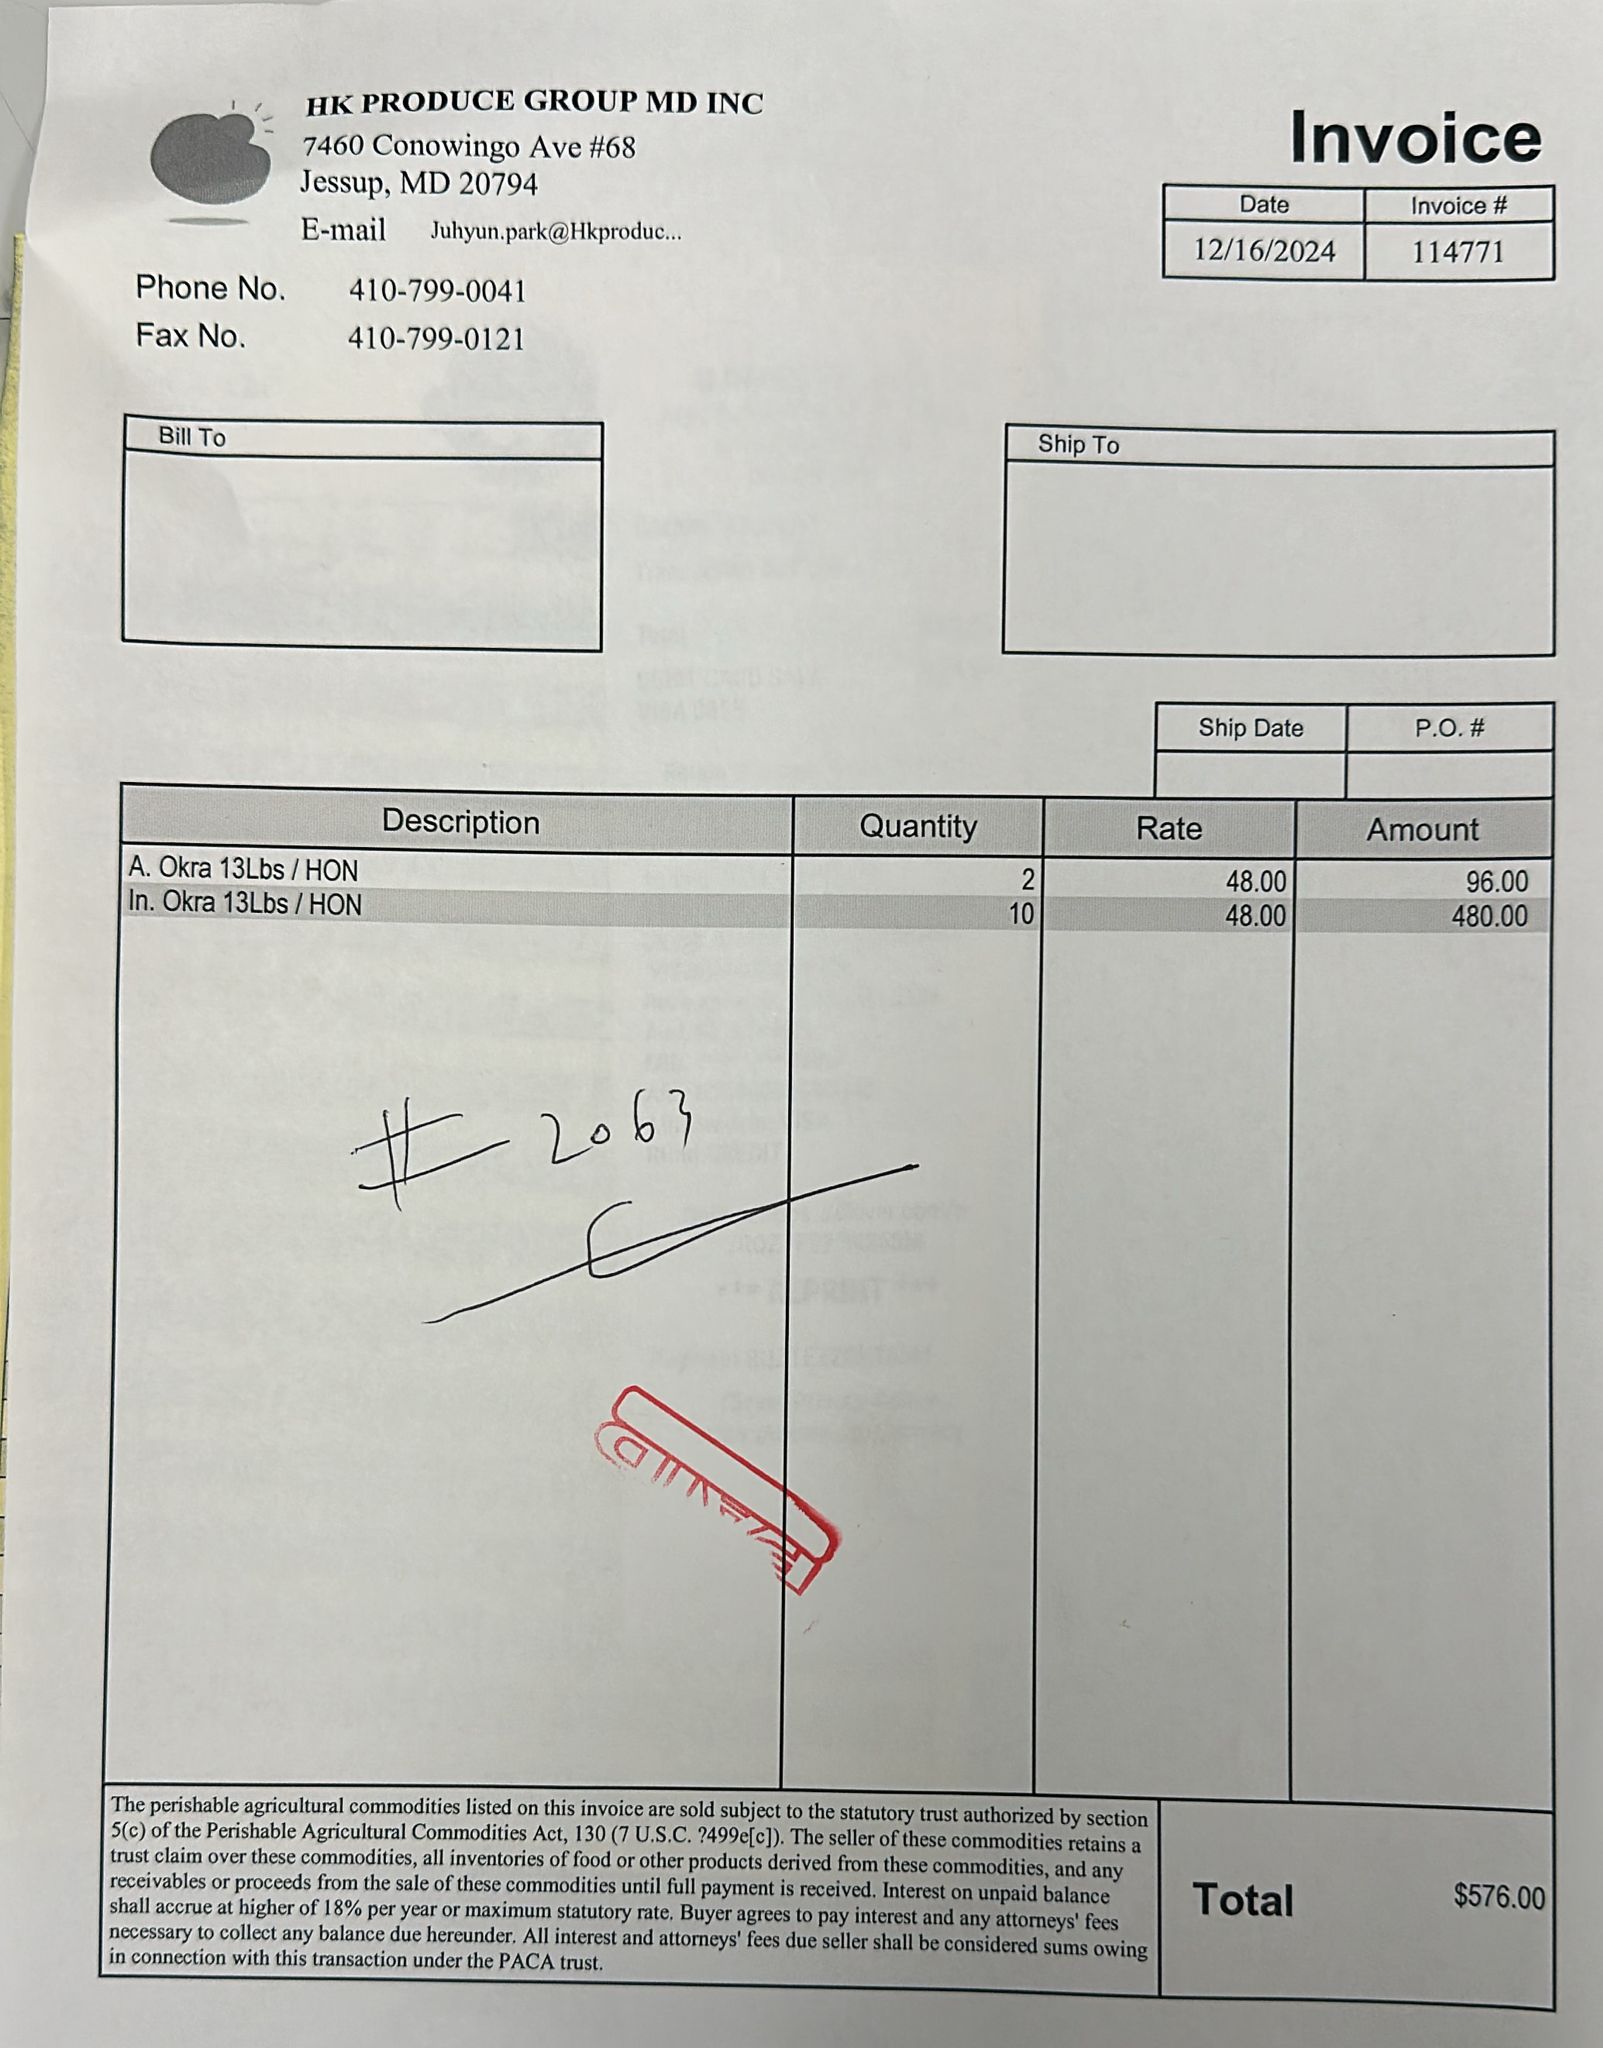 HK PRODUCE GROUP MD INC
7460 Conowingo Ave #68
Jessup, MD 20794
E-mail Juhyun.park@Hkproduc...
Phone No. 410-799-0041
Fax No. 410-799-0121
Invoice
Date Invoice #
12/16/2024 114771
Bill To
Ship To
Ship Date P.O. #
Description Quantity Rate Amount
A. Okra 13Lbs / HON 2 48.00 96.00
In. Okra 13Lbs / HON 10 48.00 480.00
# 2063
The perishable agricultural commodities listed on this invoice are sold subject to the statutory trust authorized by section
5(c) of the Perishable Agricultural Commodities Act, 130 (7 U.S.C. ?499e[c]). The seller of these commodities retains a
trust claim over these commodities, all inventories of food or other products derived from these commodities, and any
receivables or proceeds from the sale of these commodities until full payment is received. Interest on unpaid balance
shall accrue at higher of 18% per year or maximum statutory rate. Buyer agrees to pay interest and any attorneys' fees
necessary to collect any balance due hereunder. All interest and attorneys' fees due seller shall be considered sums owing
in connection with this transaction under the PACA trust.
Total $576.00